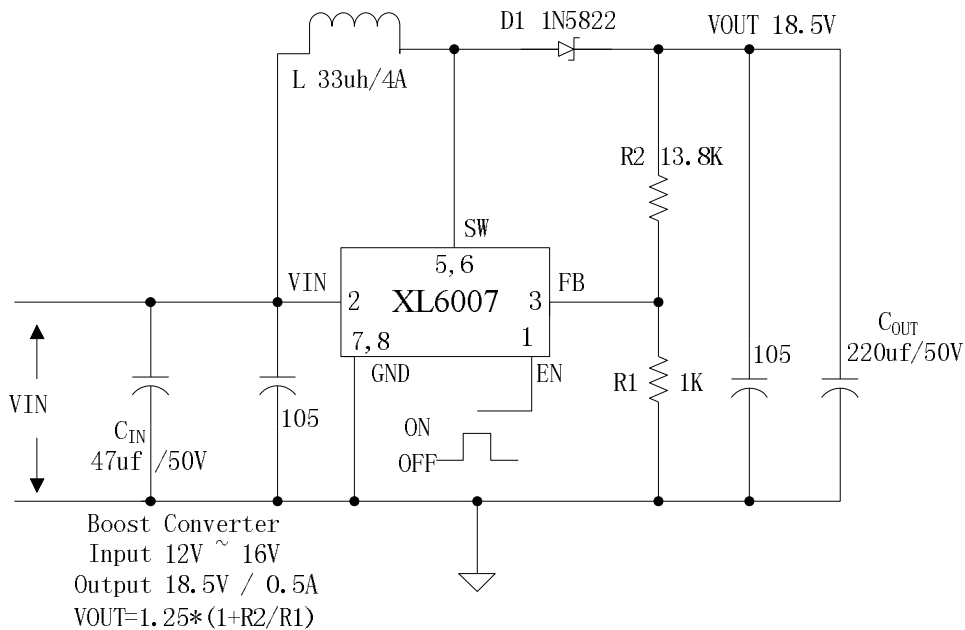 D1 1N5822
VOUT 18.5V
L 33uh/4A
R2 13.8K
SW
5,6
VIN
2
XL6007
3
FB
7,8
1
GND
EN
R1
1K
105
COUT
220uf/50V
VIN
CIN
47uf/50V
105
ON
OFF
Boost Converter
Input 12V ~ 16V
Output 18.5V / 0.5A
VOUT=1.25*(1+R2/R1)